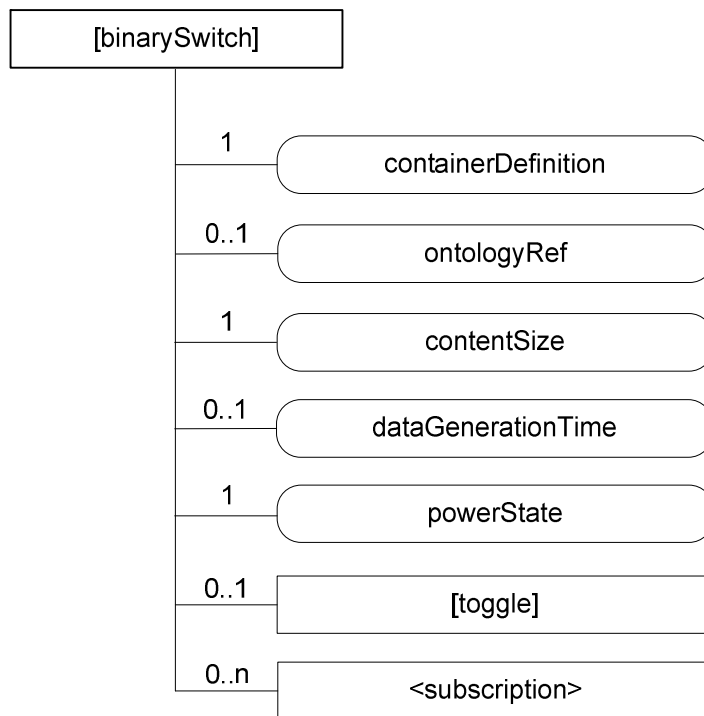 [binarySwitch]
1
containerDefinition
0..1
ontologyRef
1
contentSize
0..1
dataGenerationTime
1
powerState
0..1
[toggle]
0..n
<subscription>